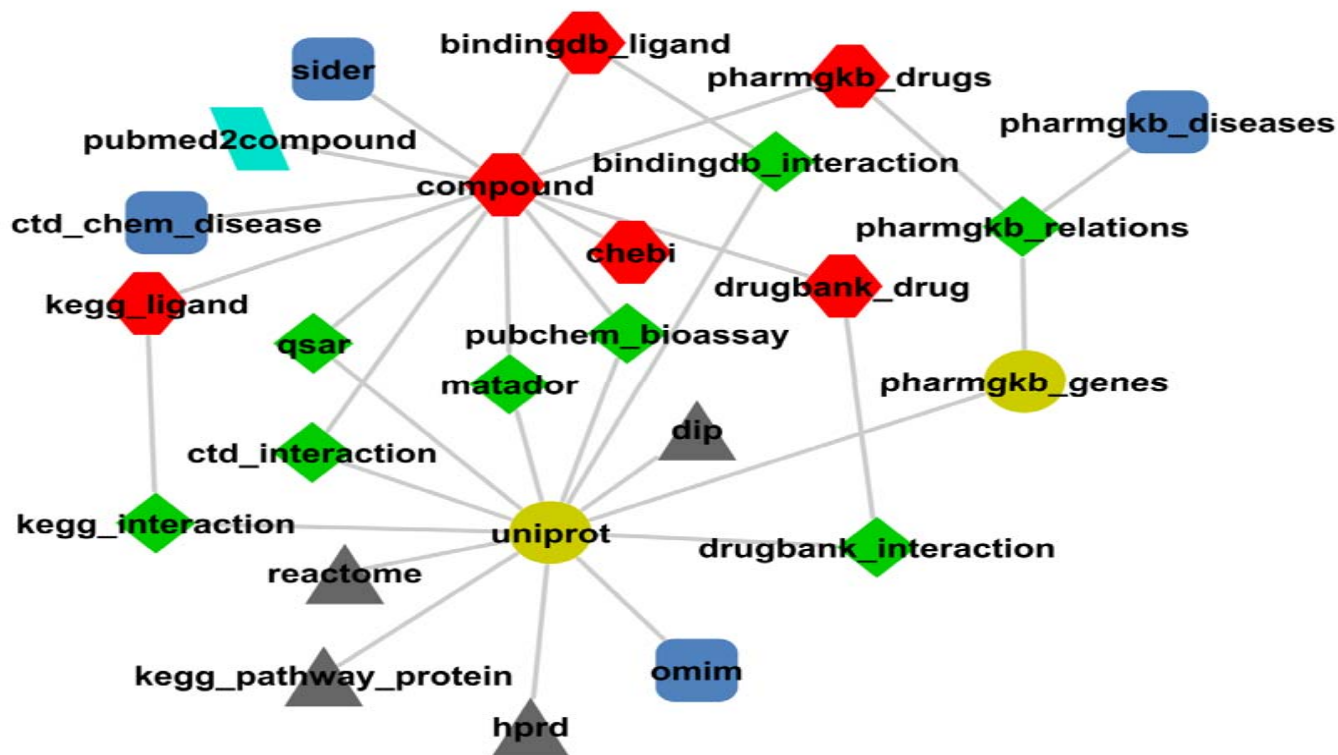 bindingdb_ligand
sider
pharmgkb_drugs
pharmgkb_diseases
pubmed2compound
bindingdb_interaction
compound
ctd_chem_disease
pharmgkb_relations
chebi
drugbank_drug
kegg_ligand
pubchem_bioassay
qsar
matador
pharmgkb_genes
dip
ctd_interaction
kegg_interaction
uniprot
drugbank_interaction
reactome
omim
kegg_pathway_protein
hprd